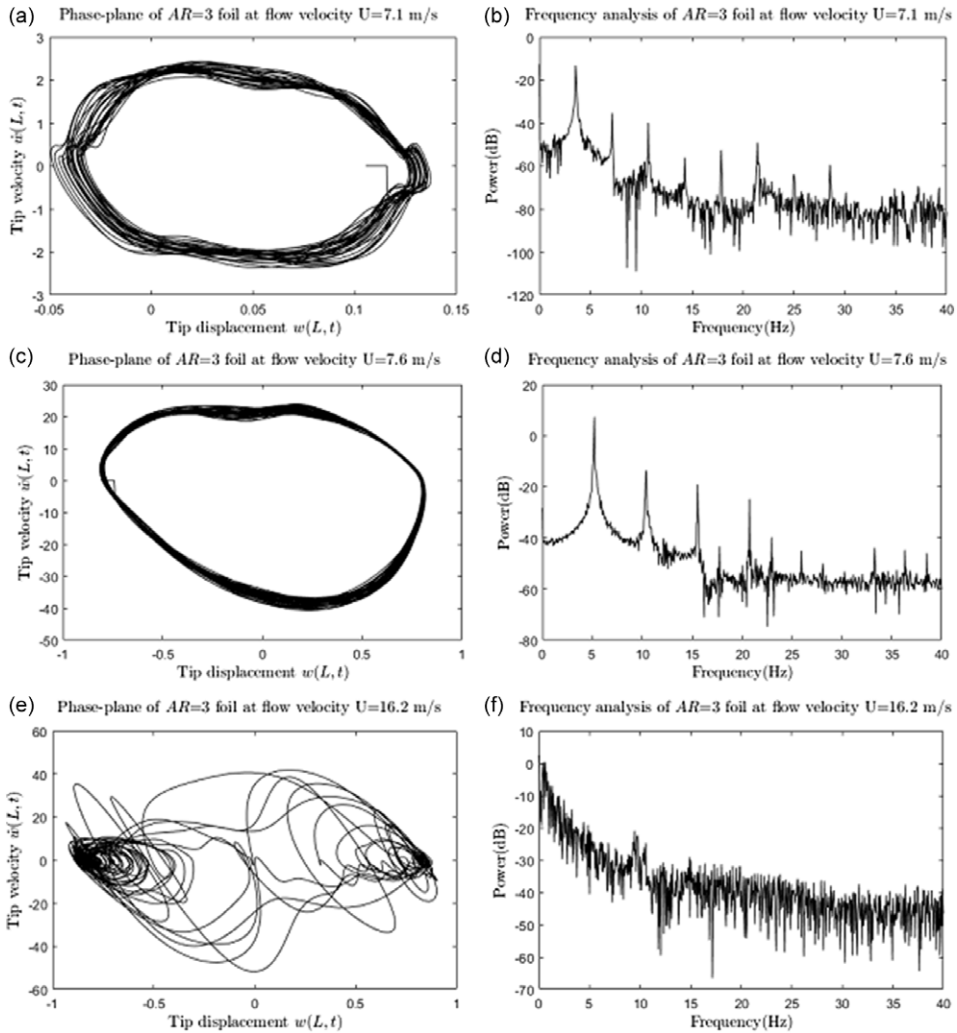 (a) Phase-plane of AR=3 foil at flow velocity U=7.1 m/s
3
2
1
0
-1
-2
-3
Tip velocity ẇ(L, t)
-0.05 0 0.05 0.1 0.15
Tip displacement w(L, t)
(b) Frequency analysis of AR=3 foil at flow velocity U=7.1 m/s
0
-20
-40
-60
-80
-100
-120
Power(dB)
0 5 10 15 20 25 30 35 40
Frequency(Hz)
(c) Phase-plane of AR=3 foil at flow velocity U=7.6 m/s
30
20
10
0
-10
-20
-30
-40
-50
Tip velocity ẇ(L, t)
-1 -0.5 0 0.5 1
Tip displacement w(L, t)
(d) Frequency analysis of AR=3 foil at flow velocity U=7.6 m/s
0
-20
-40
-60
-80
Power(dB)
0 5 10 15 20 25 30 35 40
Frequency(Hz)
(e) Phase-plane of AR=3 foil at flow velocity U=16.2 m/s
60
40
20
0
-20
-40
-60
Tip velocity ẇ(L, t)
-1 -0.5 0 0.5 1
Tip displacement w(L, t)
(f) Frequency analysis of AR=3 foil at flow velocity U=16.2 m/s
10
0
-10
-20
-30
-40
-50
-60
-70
Power(dB)
0 5 10 15 20 25 30 35 40
Frequency(Hz)